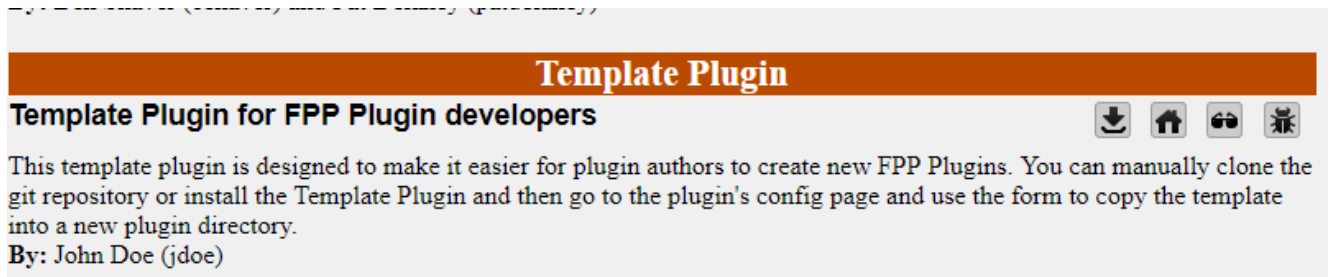 Template Plugin
Template Plugin for FPP Plugin developers
This template plugin is designed to make it easier for plugin authors to create new FPP Plugins. You can manually clone the
git repository or install the Template Plugin and then go to the plugin's config page and use the form to copy the template
into a new plugin directory.
By: John Doe (jdoe)